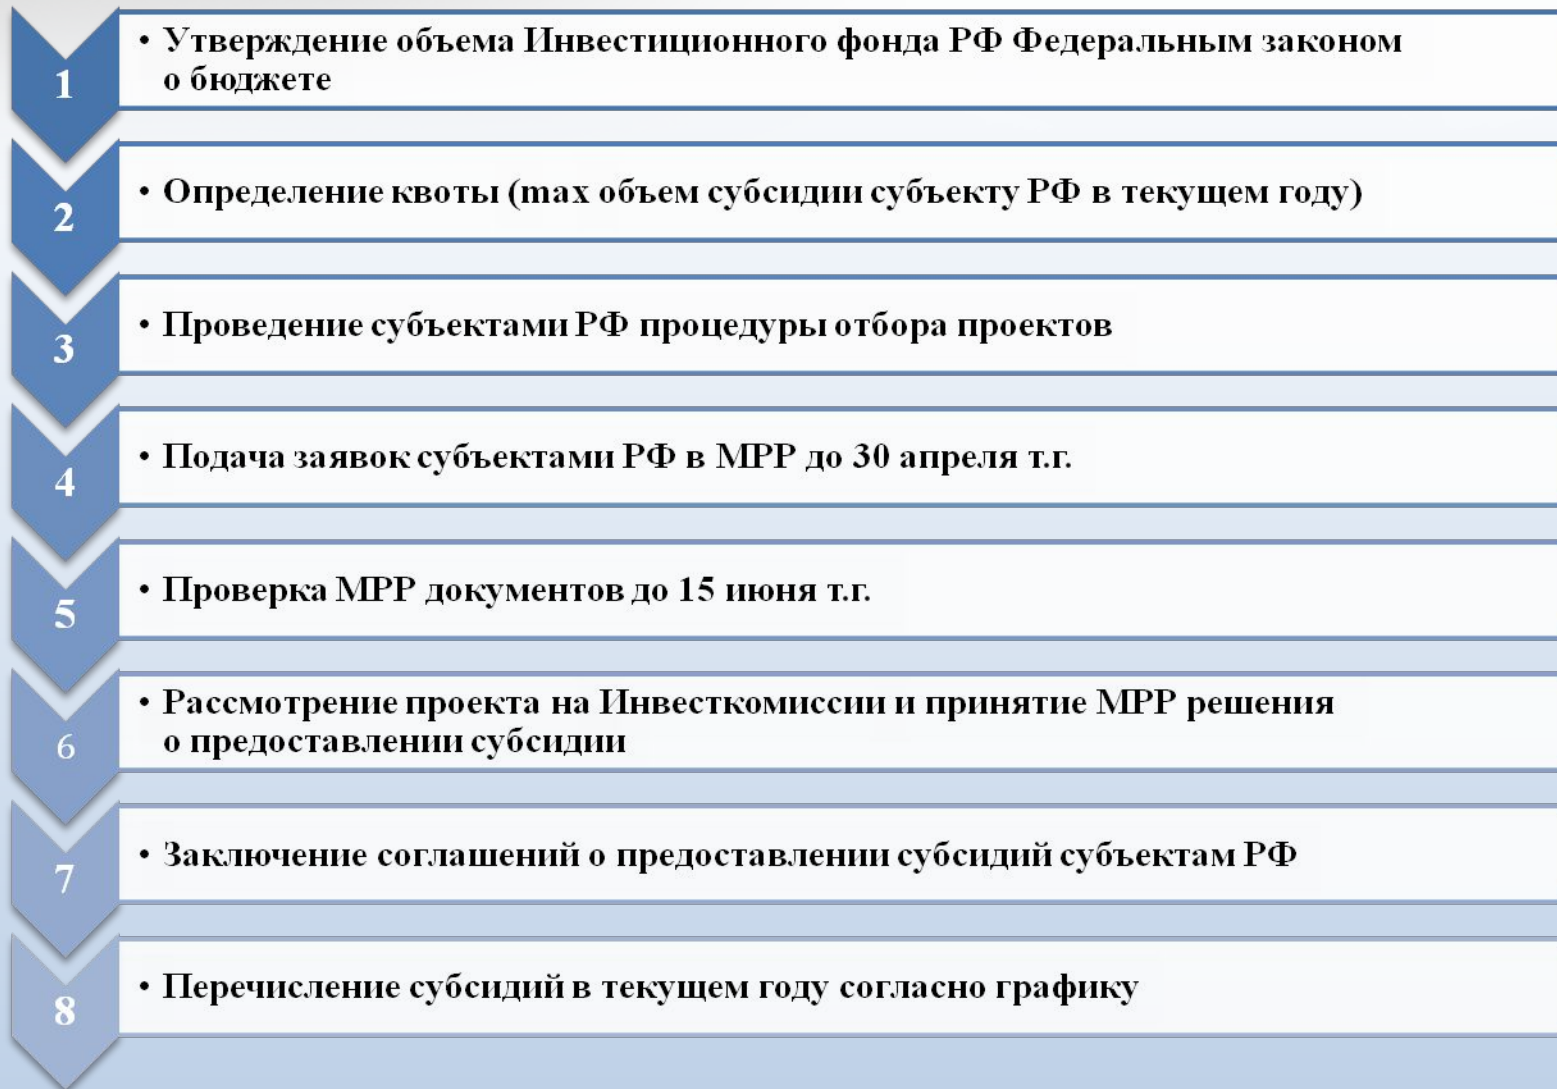 1
• Утверждение объема Инвестиционного фонда РФ Федеральным законом
о бюджете
2
• Определение квоты (max объем субсидии субъекту РФ в текущем году)
3
• Проведение субъектами РФ процедуры отбора проектов
4
• Подача заявок субъектами РФ в МРР до 30 апреля т.г.
5
• Проверка МРР документов до 15 июня т.г.
6
• Рассмотрение проекта на Инвесткомиссии и принятие МРР решения
о предоставлении субсидии
7
• Заключение соглашений о предоставлении субсидий субъектам РФ
8
• Перечисление субсидий в текущем году согласно графику